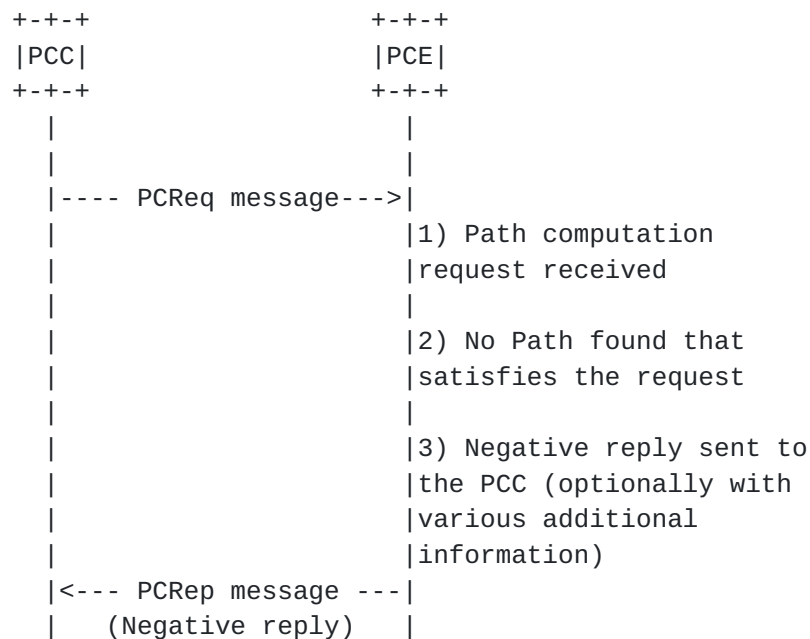 +-+-+                   +-+-+
|PCC|                   |PCE|
+-+-+                   +-+-+
  |                       |
  |                       |
  |---- PCReq message--->|
  |                       |1) Path computation
  |                       |request received
  |                       |
  |                       |2) No Path found that
  |                       |satisfies the request
  |                       |
  |                       |3) Negative reply sent to
  |                       |the PCC (optionally with
  |                       |various additional
  |                       |information)
  |<--- PCRep message ---|
  |   (Negative reply)   |